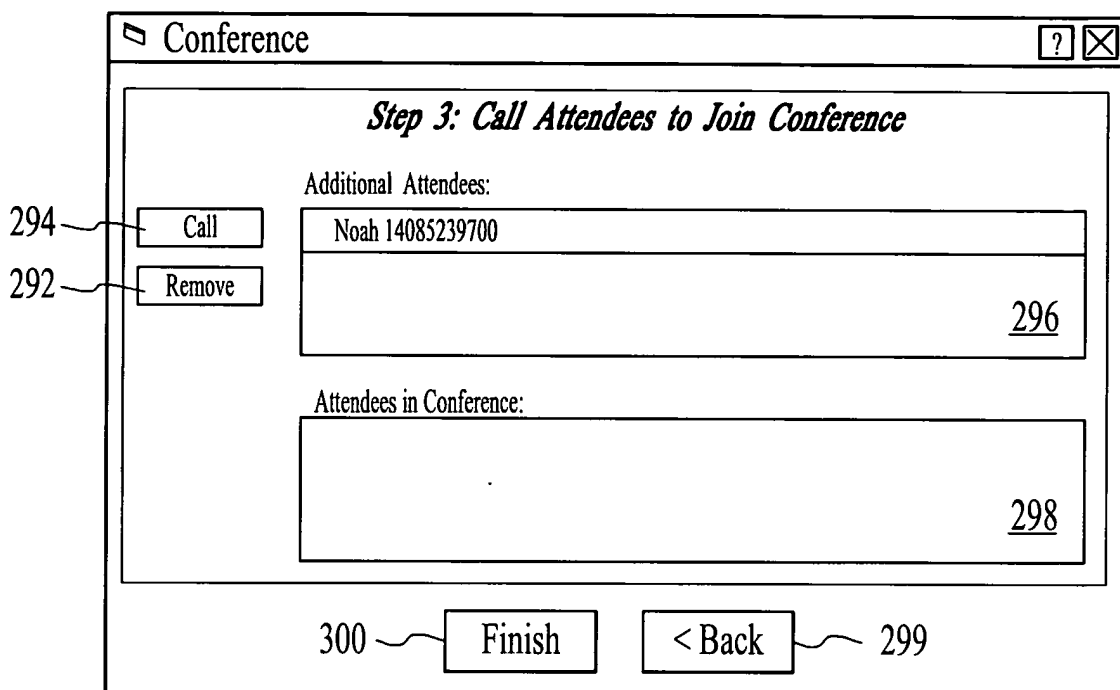 Conference ?
Step 3: Call Attendees to Join Conference
Additional Attendees:
294 Call Noah 14085239700
292 Remove
296
Attendees in Conference:
298
300 Finish < Back 299